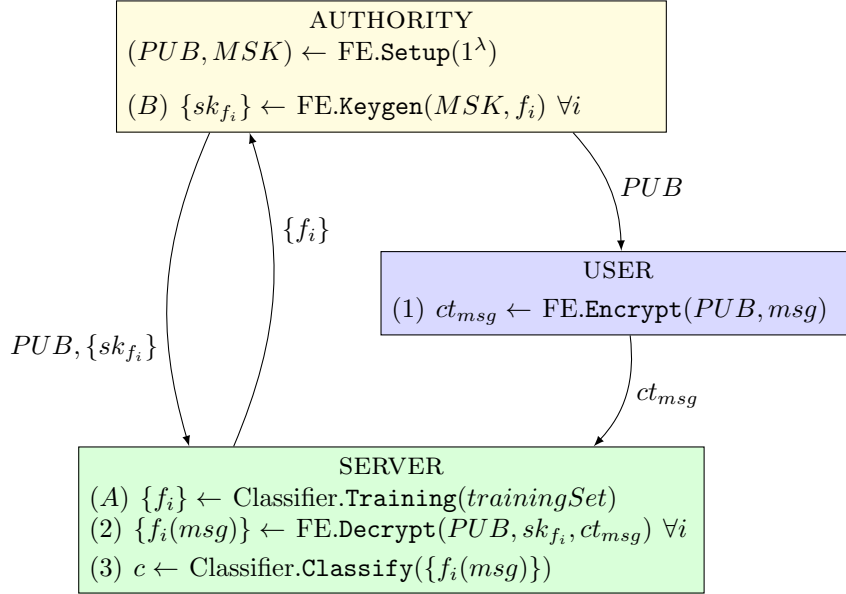 AUTHORITY
(PUB, MSK) ← FE.Setup(1^λ)
(B) {sk_{f_i}} ← FE.Keygen(MSK, f_i) ∀i
PUB
{f_i}
USER
(1) ct_{msg} ← FE.Encrypt(PUB, msg)
PUB, {sk_{f_i}}
ct_{msg}
SERVER
(A) {f_i} ← Classifier.Training(trainingSet)
(2) {f_i(msg)} ← FE.Decrypt(PUB, sk_{f_i}, ct_{msg}) ∀i
(3) c ← Classifier.Classify({f_i(msg)})